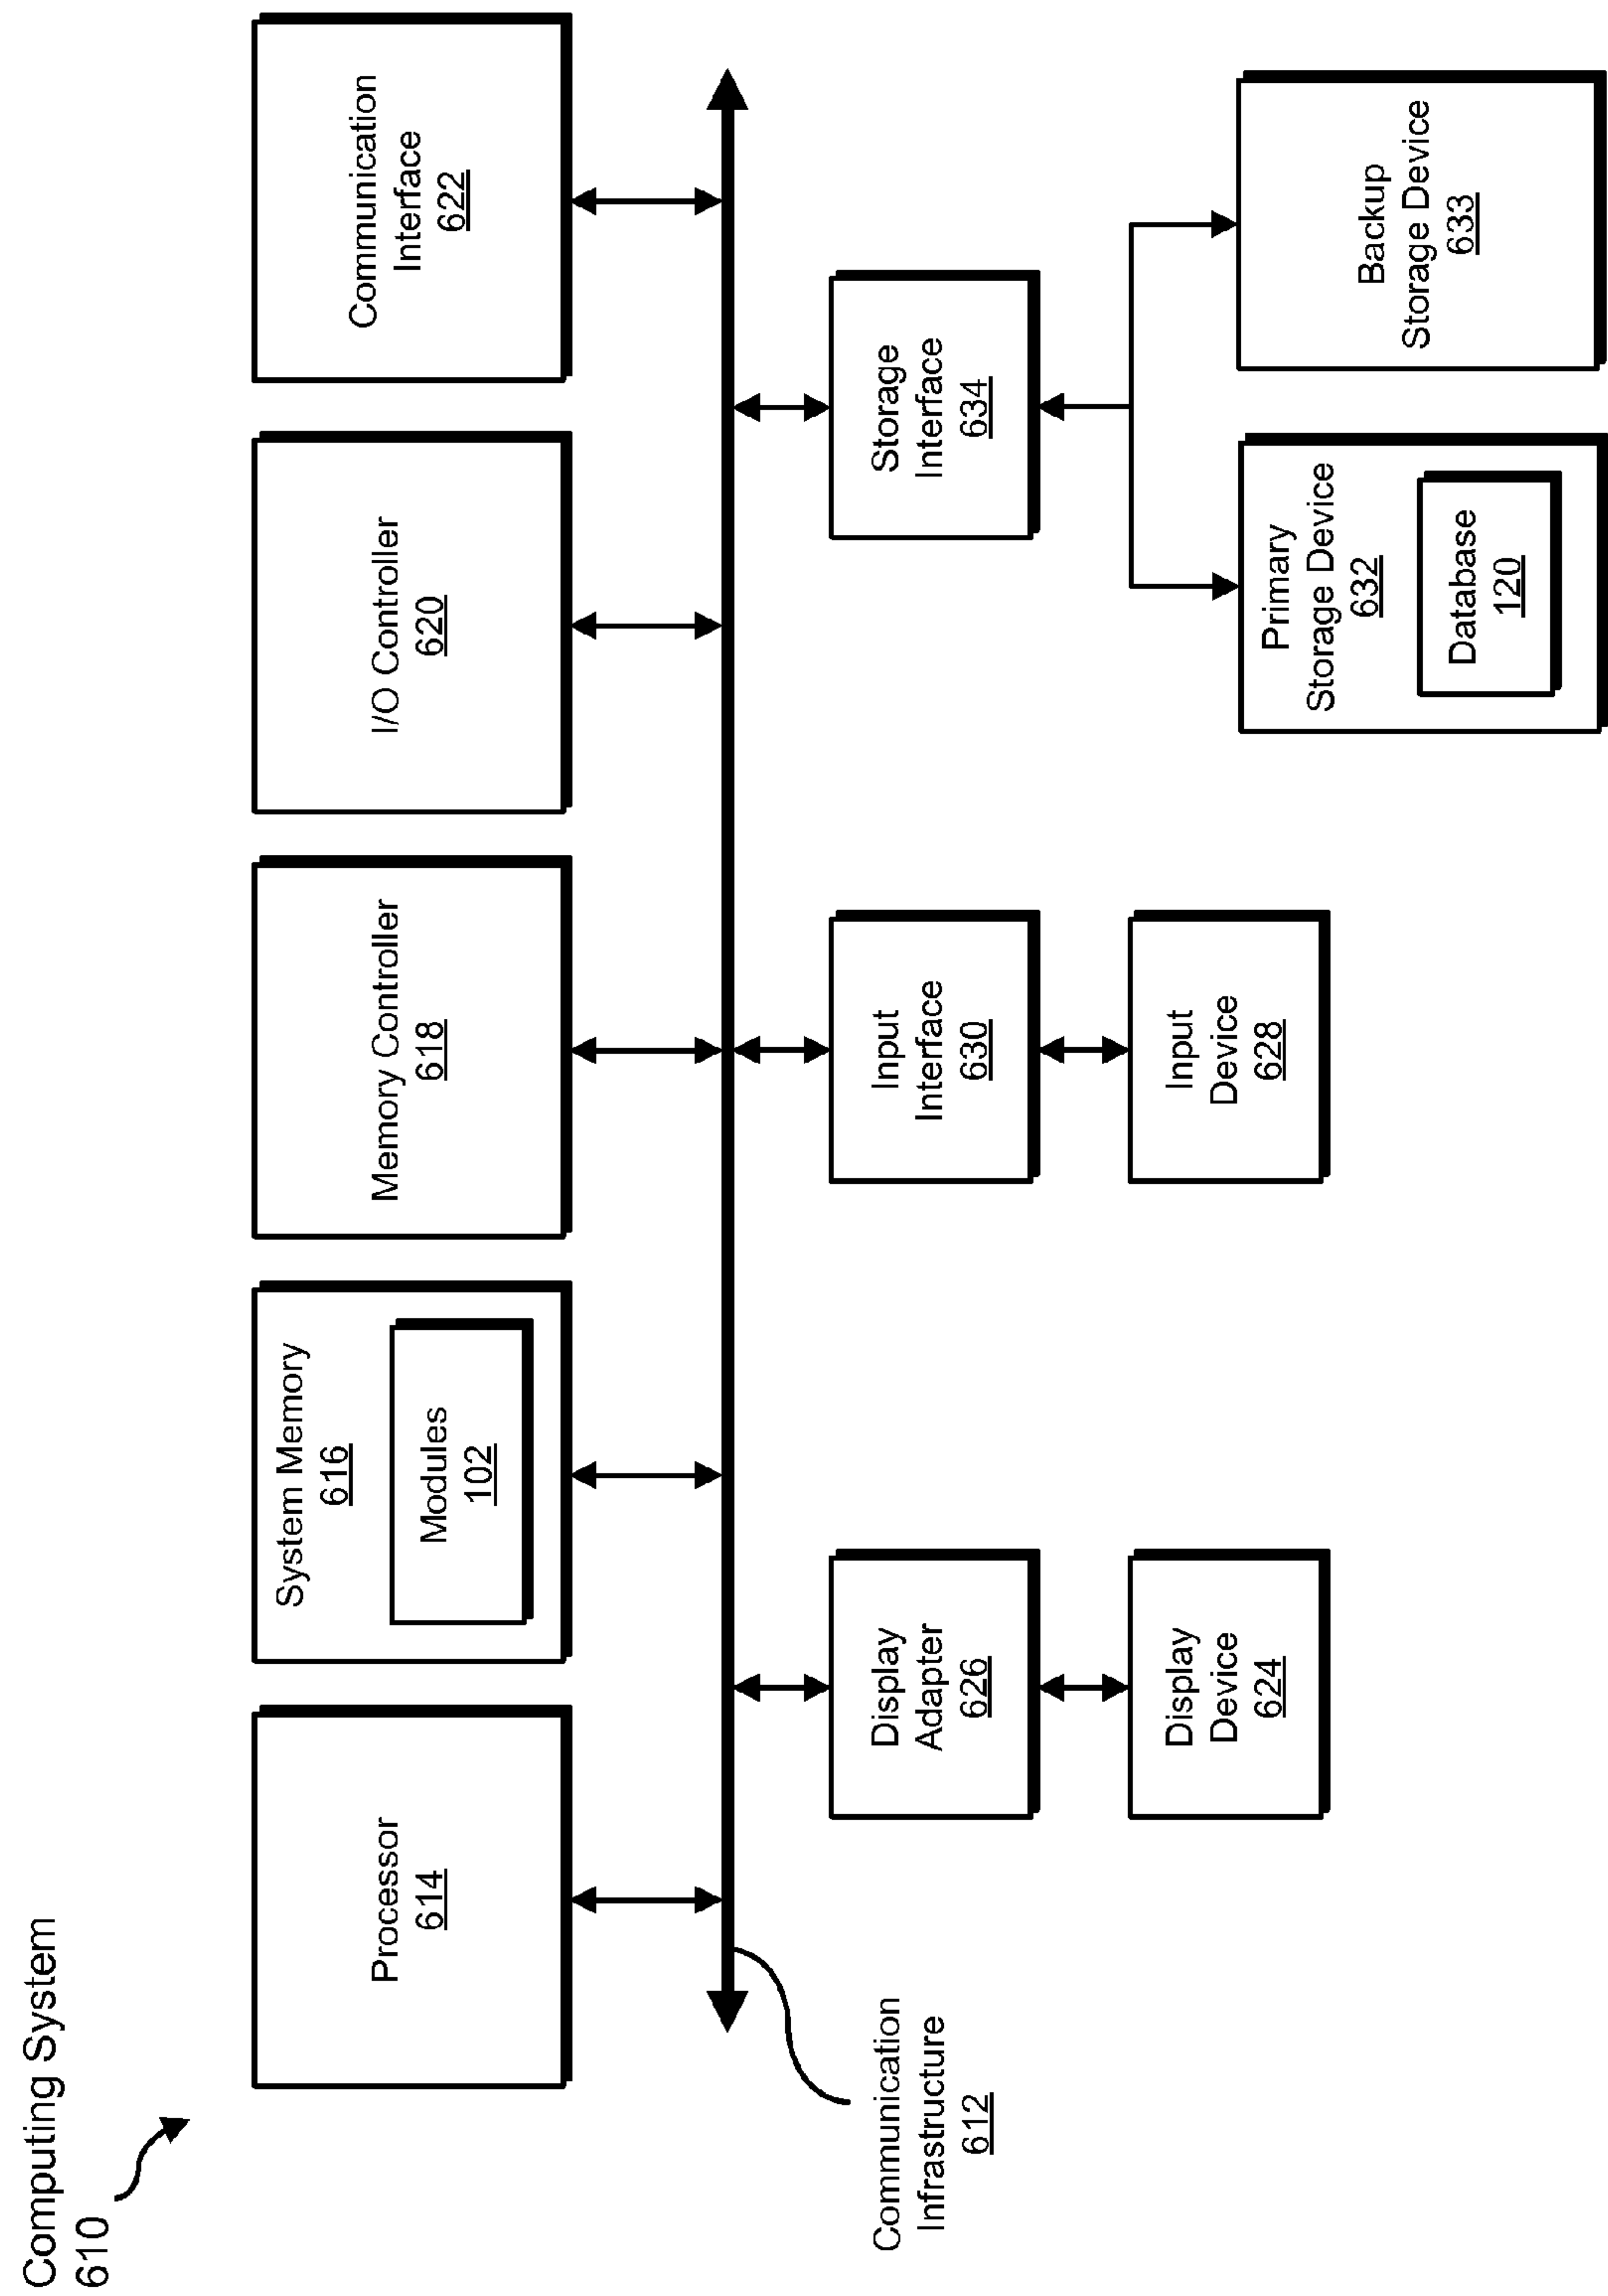 Computing System
610
Processor
614
System Memory
616
Modules
102
Memory Controller
618
I/O Controller
620
Communication
Interface
622
Communication
Infrastructure
612
Display
Adapter
626
Input
Interface
630
Storage
Interface
634
Display
Device
624
Input
Device
628
Primary
Storage Device
632
Database
120
Backup
Storage Device
633